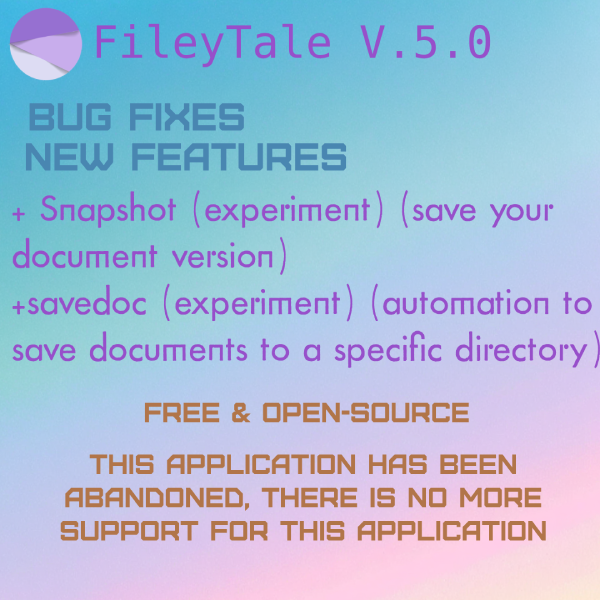 FileyTale V.5.0
BUG FIXES
NEW FEATURES
+ Snapshot (experiment) (save your
document version)
+savedoc (experiment) (automation to
save documents to a specific directory)
FREE & OPEN-SOURCE
THIS APPLICATION HAS BEEN
ABANDONED, THERE IS NO MORE
SUPPORT FOR THIS APPLICATION